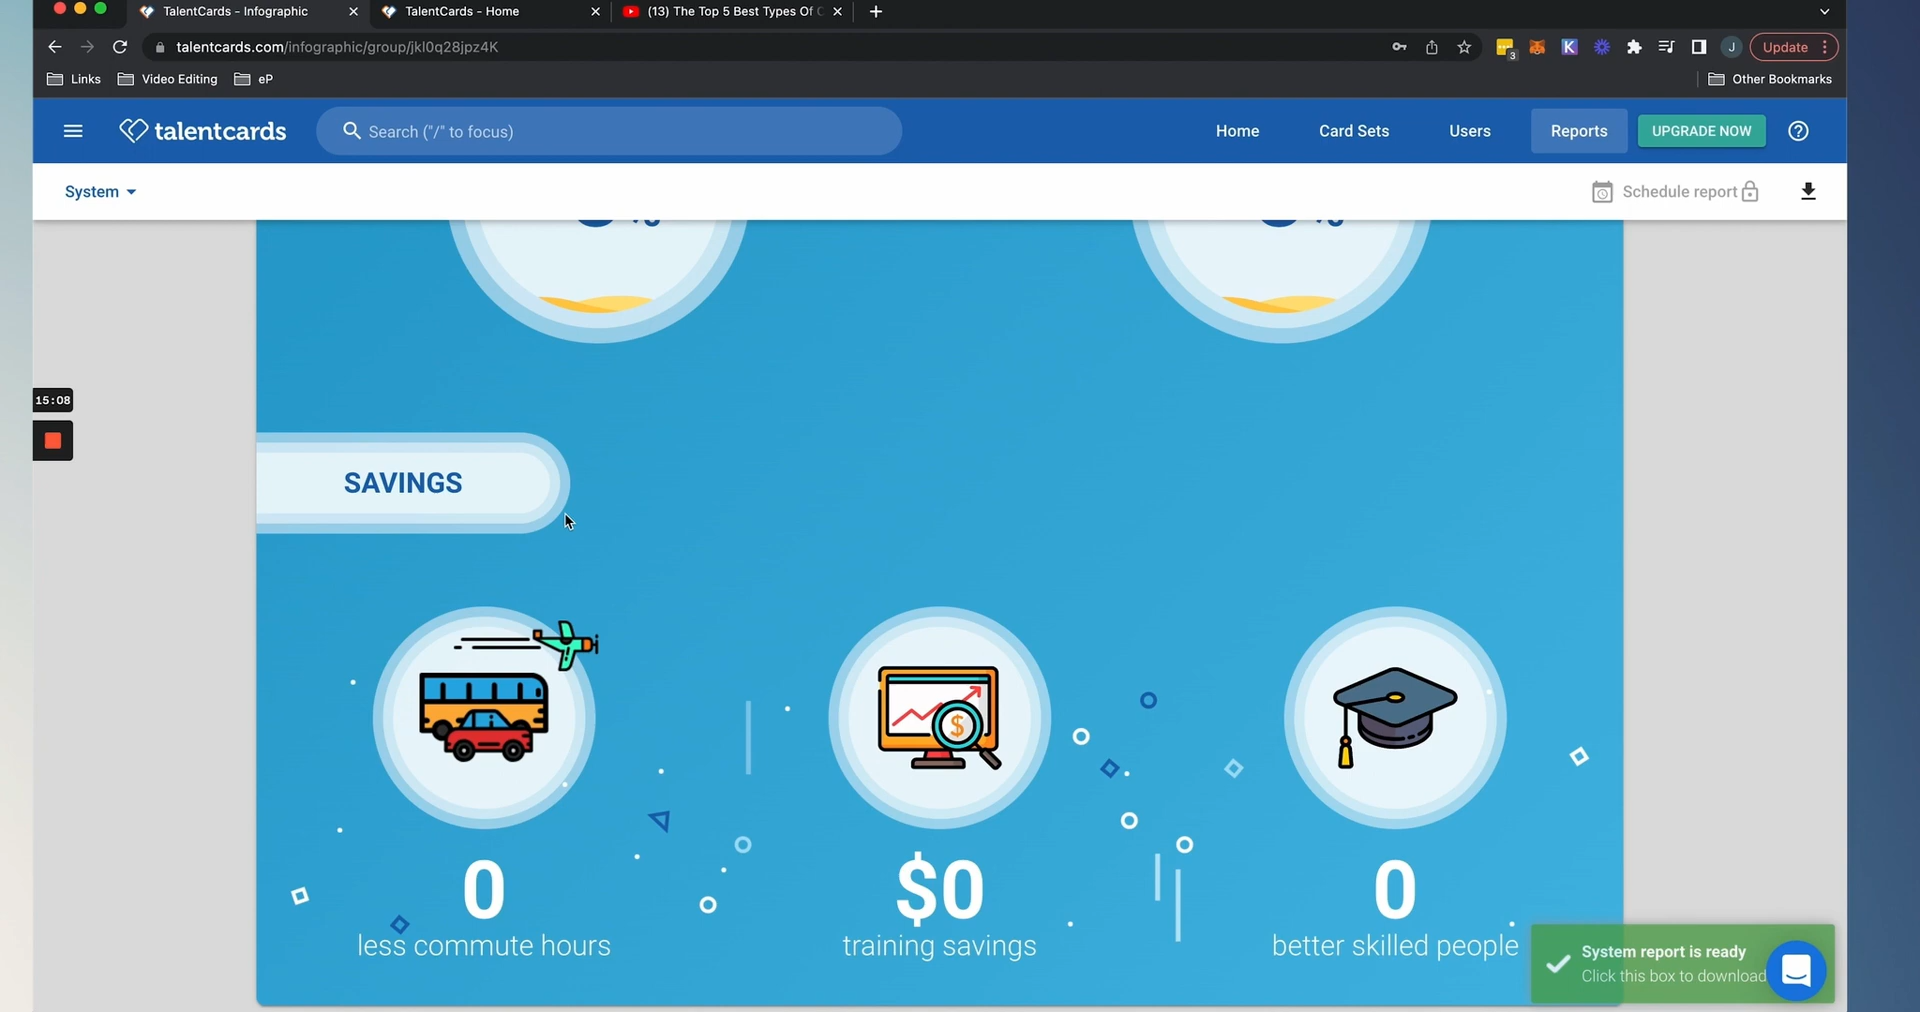 TalentCards - Infographic
TalentCards - Home
(13) The Top 5 Best Types Of
talentcards.com/infographic/group/jkl0q28jpz4K
3
K
J
Update
Links
Video Editing
eP
Other Bookmarks
talentcards
Search ("/" to focus)
Home
Card Sets
Users
Reports
UPGRADE NOW
System
Schedule report
15:08
SAVINGS
0
$0
0
less commute hours
training savings
better skilled people
System report is ready
Click this box to download